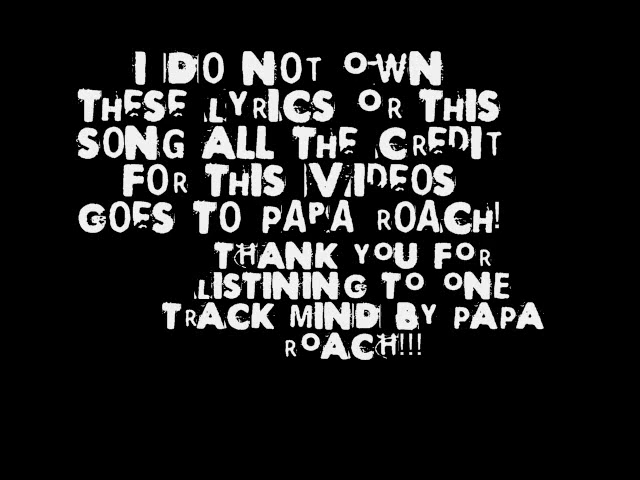 I DO NOT OWN
THESE LYRICS OR THIS
SONG ALL THE CREDIT
FOR THIS VIDEOS
GOES TO PAPA ROACH!
THANK YOU FOR
LISTINING TO ONE
TRACK MIND BY PAPA
ROACH!!!